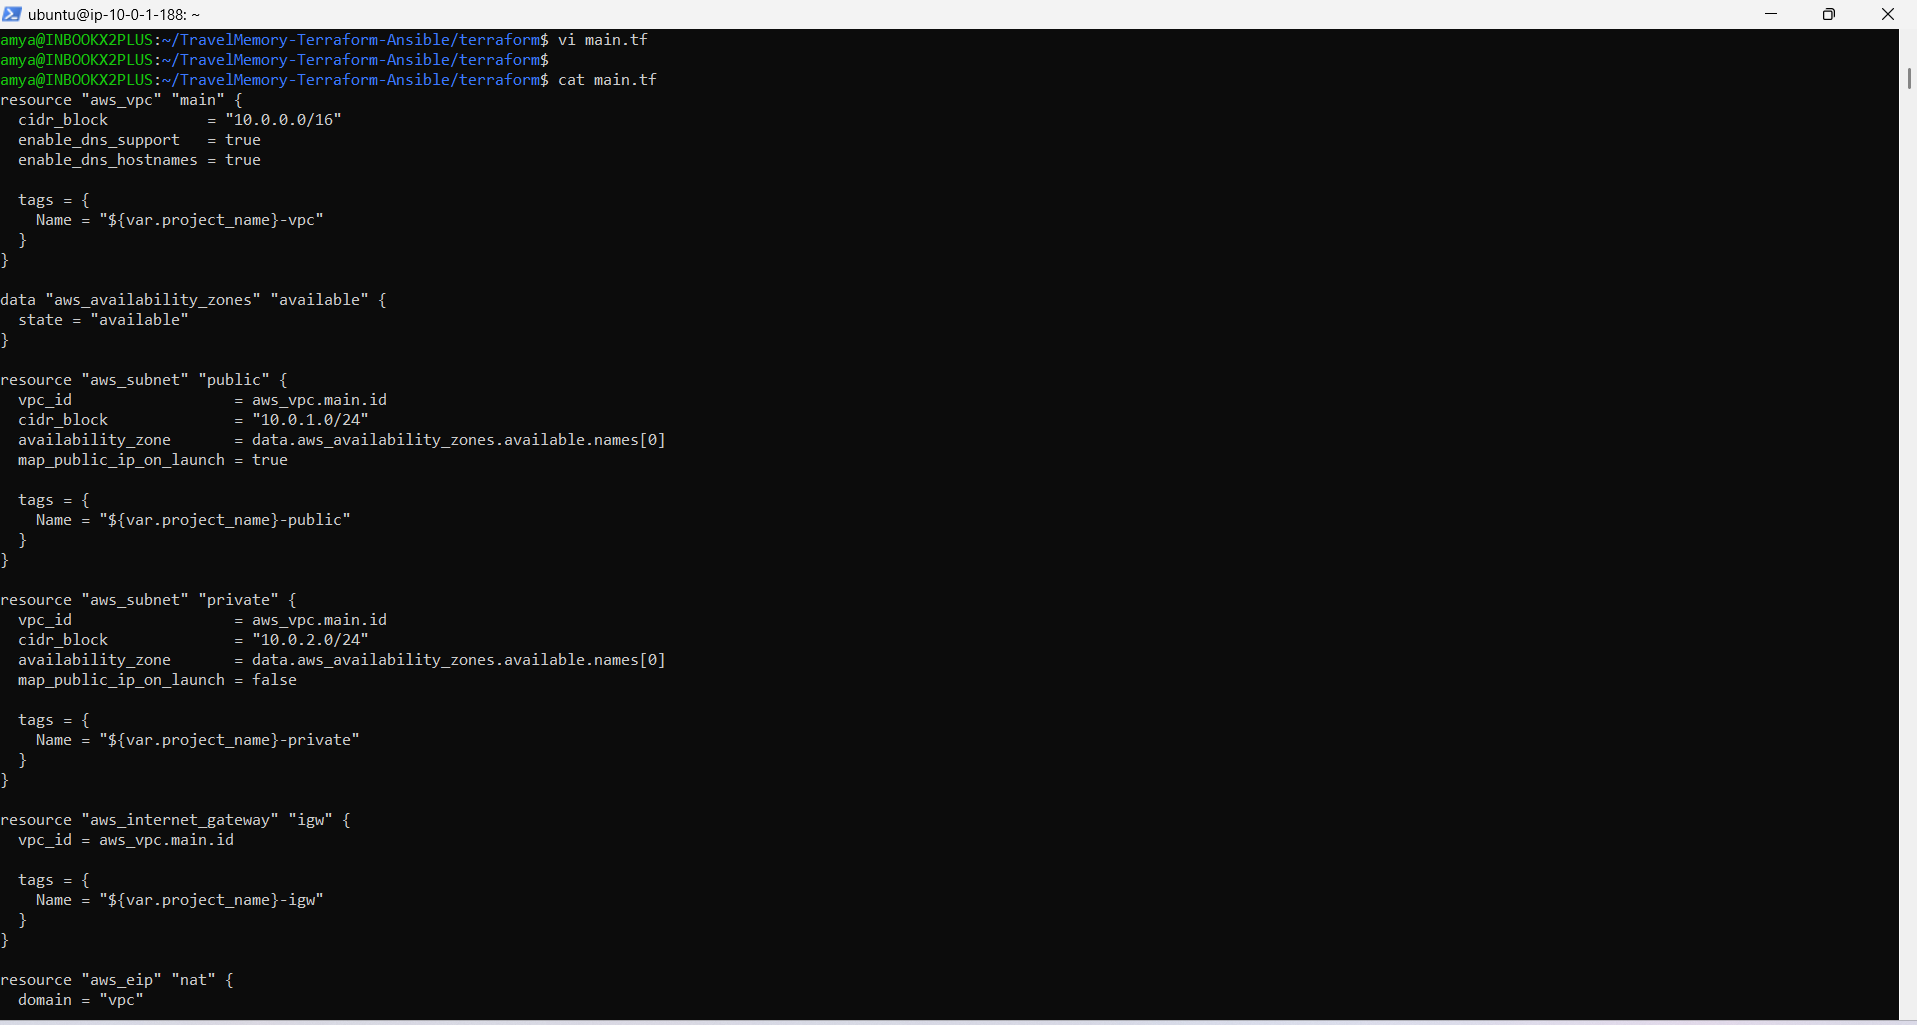 ubuntu@ip-10-0-1-188: ~
amya@INBOOKX2PLUS:~/TravelMemory-Terraform-Ansible/terraform$ vi main.tf
amya@INBOOKX2PLUS:~/TravelMemory-Terraform-Ansible/terraform$
amya@INBOOKX2PLUS:~/TravelMemory-Terraform-Ansible/terraform$ cat main.tf
resource "aws_vpc" "main" {
  cidr_block           = "10.0.0.0/16"
  enable_dns_support   = true
  enable_dns_hostnames = true

  tags = {
    Name = "${var.project_name}-vpc"
  }
}

data "aws_availability_zones" "available" {
  state = "available"
}

resource "aws_subnet" "public" {
  vpc_id                  = aws_vpc.main.id
  cidr_block              = "10.0.1.0/24"
  availability_zone       = data.aws_availability_zones.available.names[0]
  map_public_ip_on_launch = true

  tags = {
    Name = "${var.project_name}-public"
  }
}

resource "aws_subnet" "private" {
  vpc_id                  = aws_vpc.main.id
  cidr_block              = "10.0.2.0/24"
  availability_zone       = data.aws_availability_zones.available.names[0]
  map_public_ip_on_launch = false

  tags = {
    Name = "${var.project_name}-private"
  }
}

resource "aws_internet_gateway" "igw" {
  vpc_id = aws_vpc.main.id

  tags = {
    Name = "${var.project_name}-igw"
  }
}

resource "aws_eip" "nat" {
  domain = "vpc"